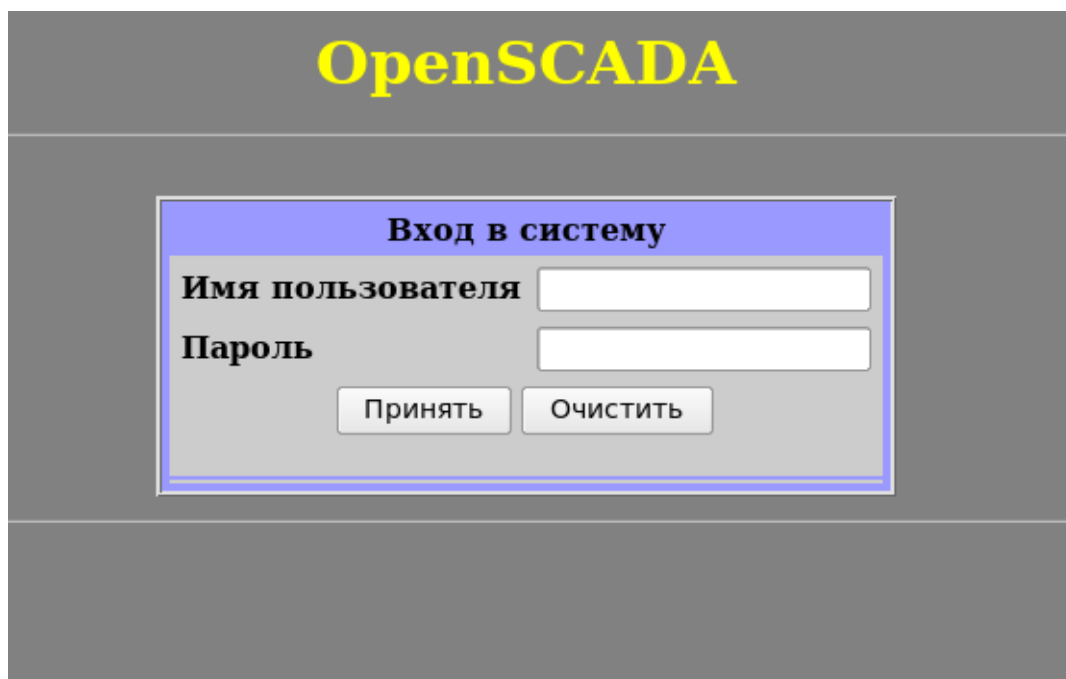 OpenSCADA
Вход в систему
Имя пользователя
Пароль
Принять Очистить